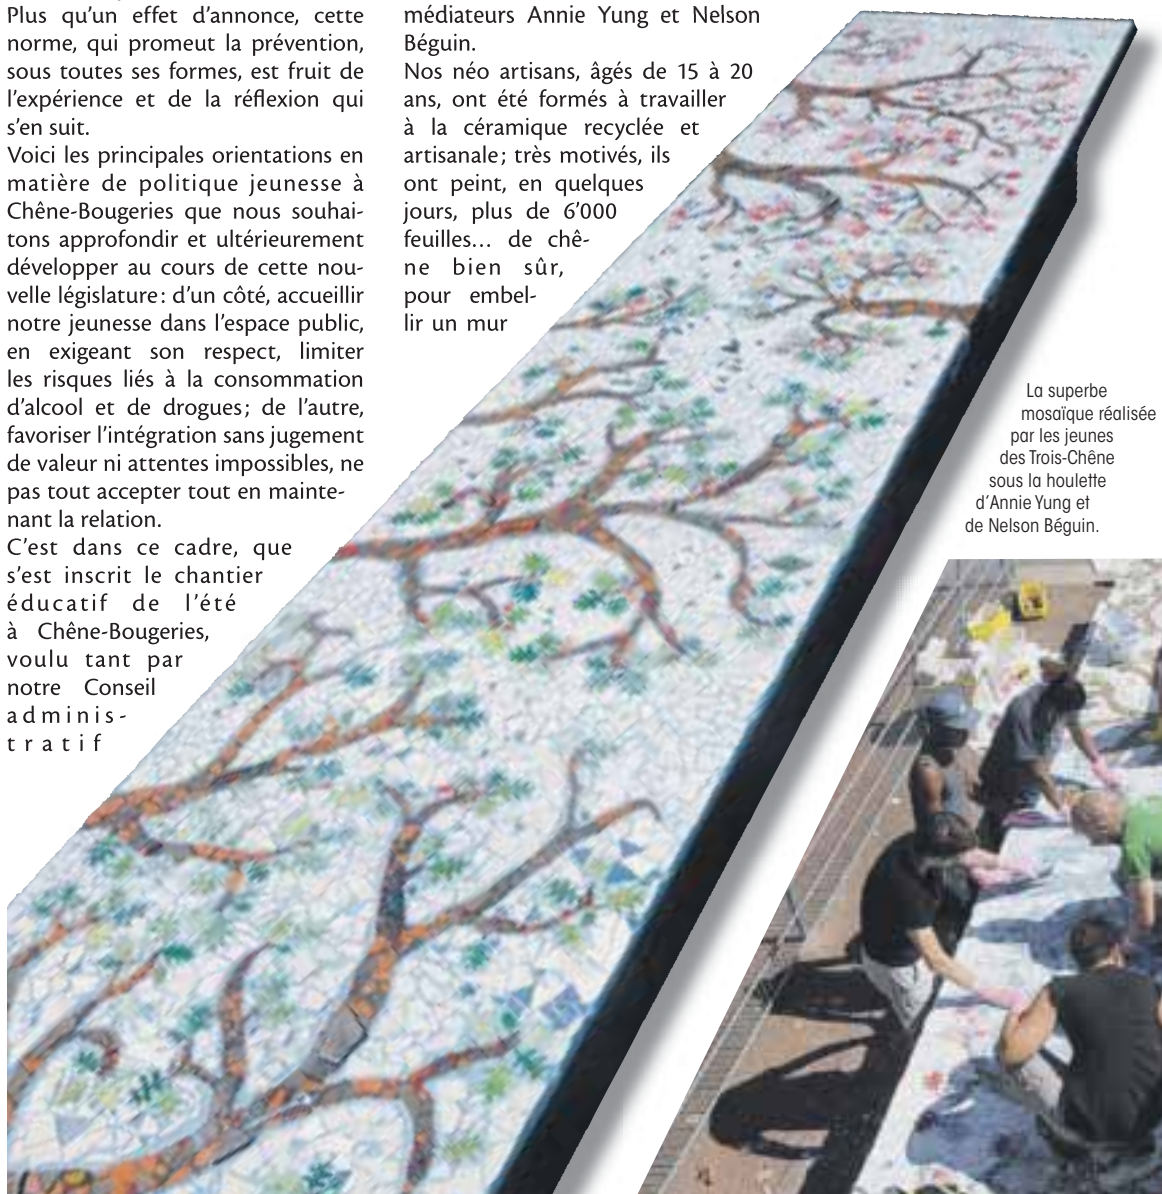 Plus qu’un effet d’annonce, cette
norme, qui promeut la prévention,
sous toutes ses formes, est fruit de
l’expérience et de la réflexion qui
s’en suit.
Voici les principales orientations en
matière de politique jeunesse à
Chêne-Bougeries que nous souhai-
tons approfondir et ultérieurement
développer au cours de cette nou-
velle législature : d’un côté, accueillir
notre jeunesse dans l’espace public,
en exigeant son respect, limiter
les risques liés à la consommation
d’alcool et de drogues ; de l’autre,
favoriser l’intégration sans jugement
de valeur ni attentes impossibles, ne
pas tout accepter tout en mainte-
nant la relation.
C’est dans ce cadre, que
s’est inscrit le chantier
éducatif de l’été
à Chêne-Bougeries,
voulu tant par
notre Conseil
adminis-
tratif
médiateurs Annie Yung et Nelson
Béguin.
Nos néo artisans, âgés de 15 à 20
ans, ont été formés à travailler
à la céramique recyclée et
artisanale ; très motivés, ils
ont peint, en quelques
jours, plus de 6’000
feuilles… de chê-
ne bien sûr,
pour embel-
lir un mur
La superbe
mosaïque réalisée
par les jeunes
des Trois-Chêne
sous la houlette
d’Annie Yung et
de Nelson Béguin.